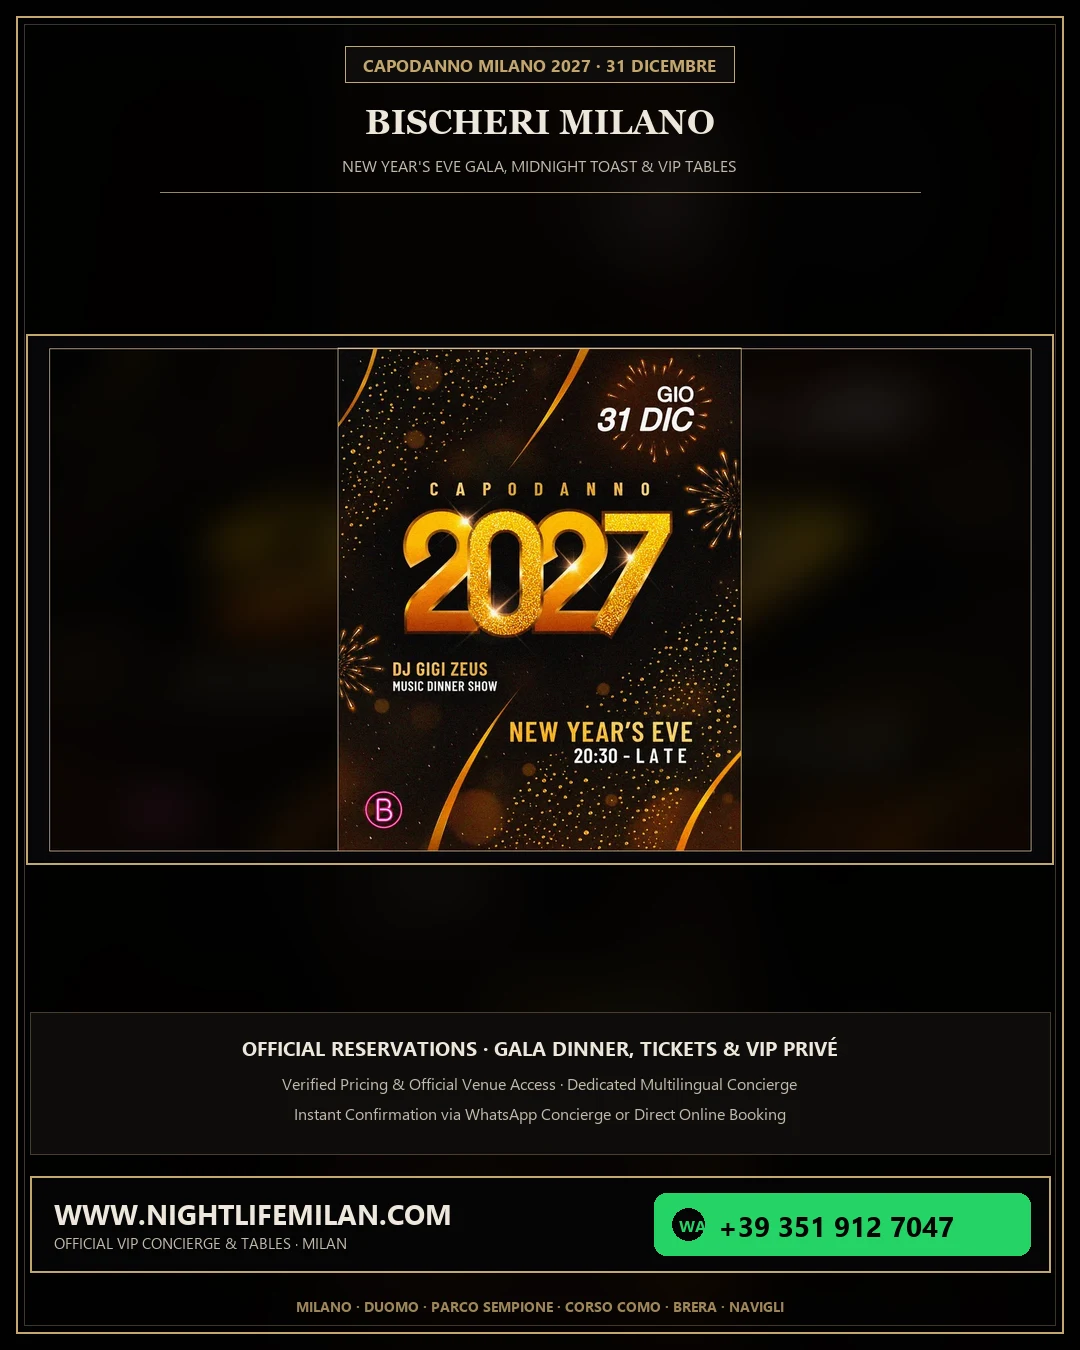 CAPODANNO MILANO 2027 · 31 DICEMBRE
BISCHERI MILANO
NEW YEAR'S EVE GALA, MIDNIGHT TOAST & VIP TABLES
GIO
31 DIC
CAPODANNO
2027
DJ GIGI ZEUS
MUSIC DINNER SHOW
NEW YEAR'S EVE
20:30 - LATE
B
OFFICIAL RESERVATIONS · GALA DINNER, TICKETS & VIP PRIVÉ
Verified Pricing & Official Venue Access · Dedicated Multilingual Concierge
Instant Confirmation via WhatsApp Concierge or Direct Online Booking
WWW.NIGHTLIFEMILAN.COM
OFFICIAL VIP CONCIERGE & TABLES · MILAN
WA +39 351 912 7047
MILANO · DUOMO · PARCO SEMPIONE · CORSO COMO · BRERA · NAVIGLI